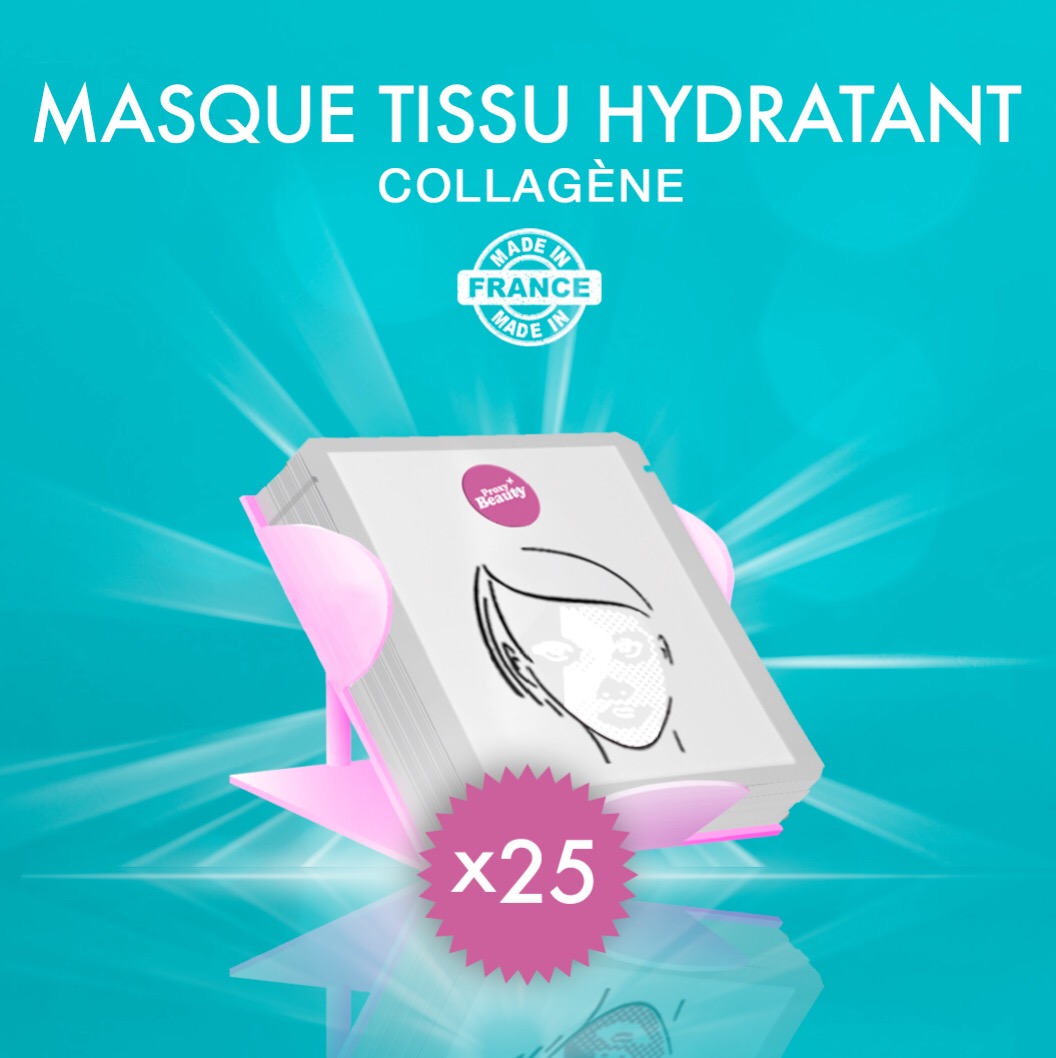 MASQUE TISSU HYDRATANT
COLLAGÈNE
MADE IN
FRANCE
MADE IN
Proxy
Beauty
x25